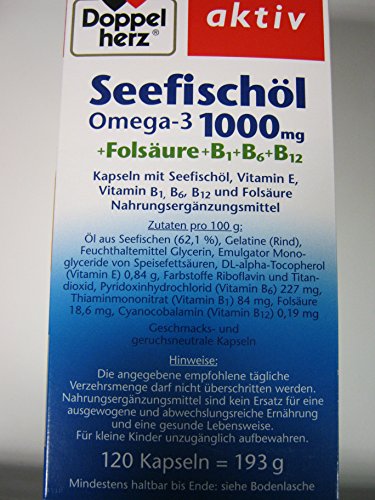 Doppel
herz®
aktiv
Seefischöl
Omega-3 1000mg
+Folsäure+B1+B6+B12
Kapseln mit Seefischöl, Vitamin E,
Vitamin B1, B6, B12 und Folsäure
Nahrungsergänzungsmittel
Zutaten pro 100 g:
Öl aus Seefischen (62,1 %), Gelatine (Rind),
Feuchthaltemittel Glycerin, Emulgator Mono-
glyceride von Speisefettsäuren, DL-alpha-Tocopherol
(Vitamin E) 0,84 g, Farbstoffe Riboflavin und Titan-
dioxid, Pyridoxinhydrochlorid (Vitamin B6) 227 mg,
Thiaminmononitrat (Vitamin B1) 84 mg, Folsäure
18,6 mg, Cyanocobalamin (Vitamin B12) 0,19 mg
Geschmacks- und
geruchsneutrale Kapseln
Hinweise:
Die angegebene empfohlene tägliche
Verzehrsmenge darf nicht überschritten werden.
Nahrungsergänzungsmittel sind kein Ersatz für eine
ausgewogene und abwechslungsreiche Ernährung
und eine gesunde Lebensweise.
Für kleine Kinder unzugänglich aufbewahren.
120 Kapseln = 193 g
Mindestens haltbar bis Ende: siehe Bodenlasche